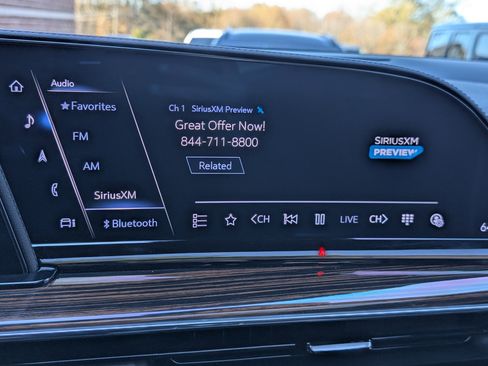 Audio
Favorites
FM
AM
SiriusXM
Bluetooth
Ch 1 SiriusXM Preview
Great Offer Now!
844-711-8800
Related
SIRIUSXM
PREVIEW
CH
LIVE
CH